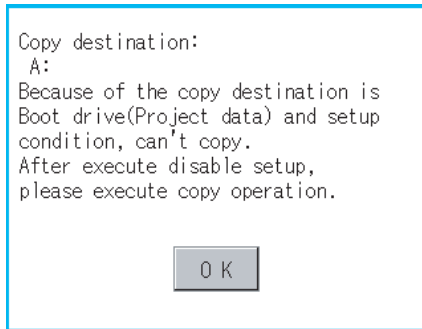 Copy destination:
A:
Because of the copy destination is
Boot drive(Project data) and setup
condition, can't copy.
After execute disable setup,
please execute copy operation.
OK